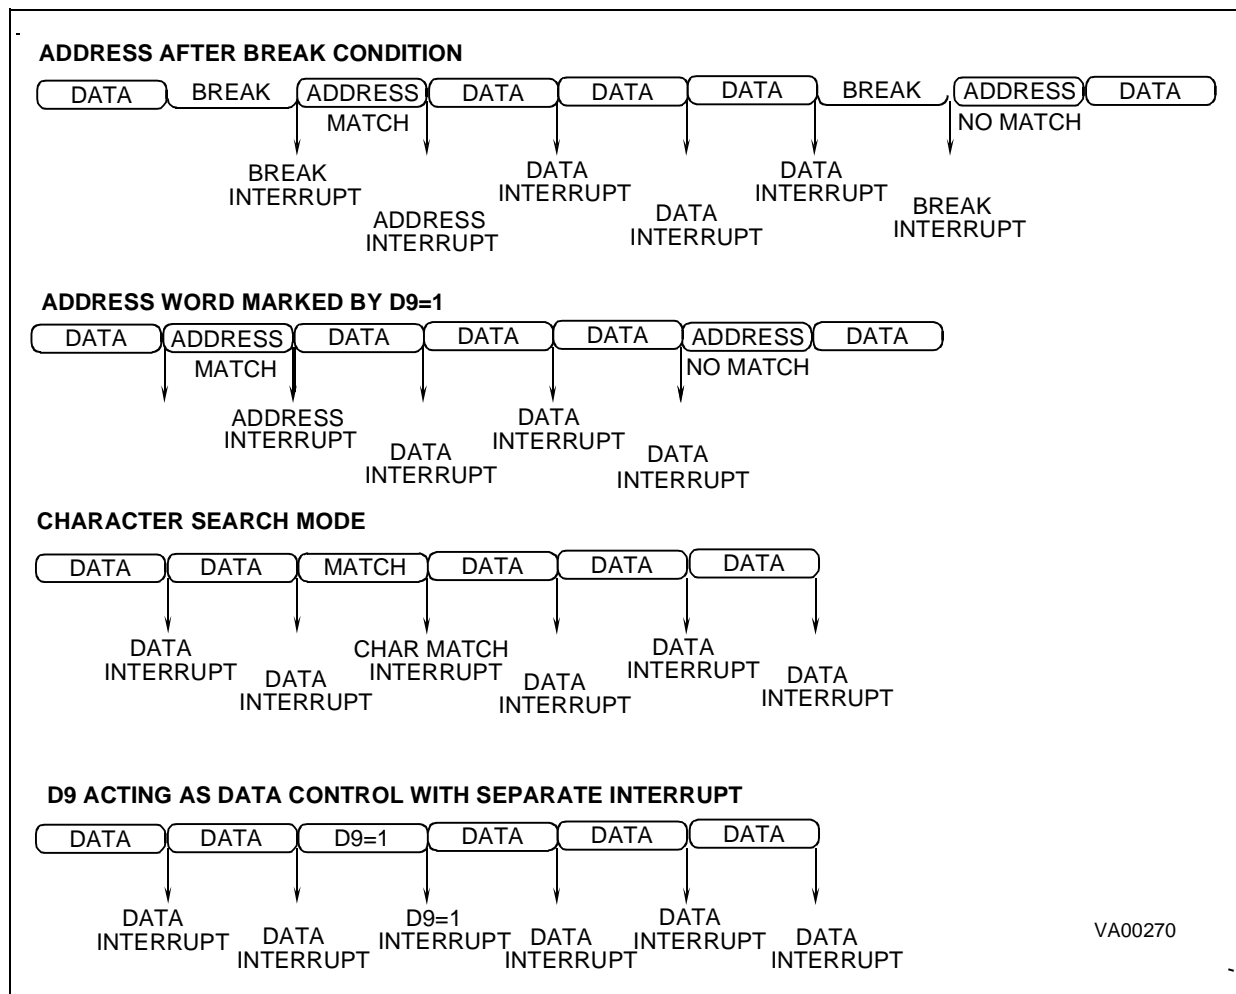 ADDRESS AFTER BREAK CONDITION
DATA BREAK ADDRESS DATA DATA DATA BREAK ADDRESS DATA
MATCH NO MATCH
BREAK
INTERRUPT
ADDRESS
INTERRUPT
DATA
INTERRUPT
DATA
INTERRUPT
DATA
INTERRUPT
BREAK
INTERRUPT
ADDRESS WORD MARKED BY D9=1
DATA ADDRESS DATA DATA DATA ADDRESS DATA
MATCH NO MATCH
ADDRESS
INTERRUPT
DATA
INTERRUPT
DATA
INTERRUPT
DATA
INTERRUPT
CHARACTER SEARCH MODE
DATA DATA MATCH DATA DATA DATA
DATA
INTERRUPT
DATA
INTERRUPT
CHAR MATCH
INTERRUPT
DATA
INTERRUPT
DATA
INTERRUPT
DATA
INTERRUPT
D9 ACTING AS DATA CONTROL WITH SEPARATE INTERRUPT
DATA DATA D9=1 DATA DATA DATA
DATA
INTERRUPT
DATA
INTERRUPT
D9=1
INTERRUPT
DATA
INTERRUPT
DATA
INTERRUPT
DATA
INTERRUPT
VA00270